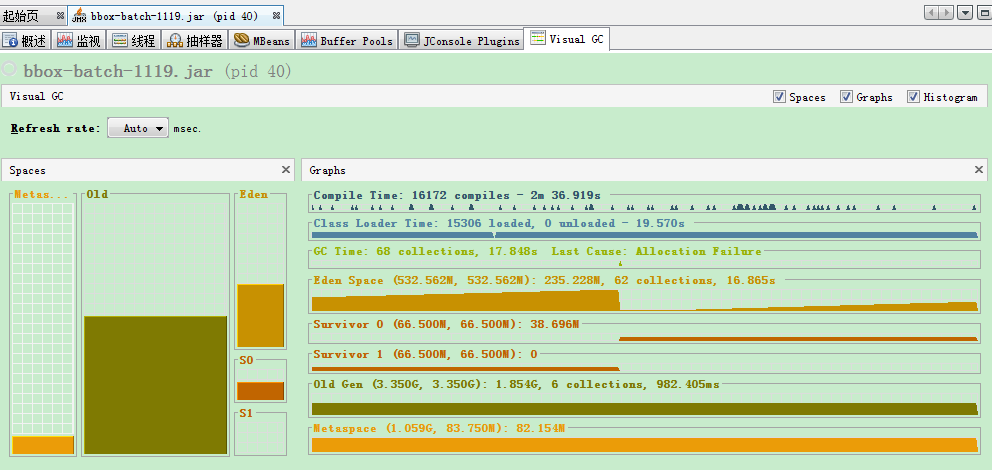 起始页 bbox-batch-1119.jar (pid 40)
概述 监视 线程 抽样器 MBeans Buffer Pools JConsole Plugins Visual GC
bbox-batch-1119.jar (pid 40)
Visual GC Spaces Graphs Histogram
Refresh rate: Auto msec.
Spaces
Metas...
Old
Eden
S0
S1
Graphs
Compile Time: 16172 compiles - 2m 36.919s
Class Loader Time: 15306 loaded, 0 unloaded - 19.570s
GC Time: 68 collections, 17.848s Last Cause: Allocation Failure
Eden Space (532.562M, 532.562M): 235.228M, 62 collections, 16.865s
Survivor 0 (66.500M, 66.500M): 38.696M
Survivor 1 (66.500M, 66.500M): 0
Old Gen (3.350G, 3.350G): 1.854G, 6 collections, 982.405ms
Metaspace (1.059G, 83.750M): 82.154M